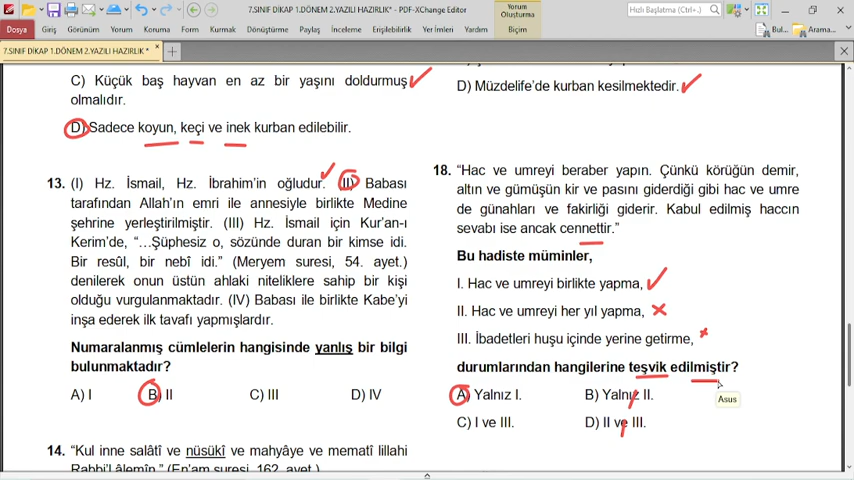 7.SINIF DİKAP 1.DÖNEM 2.YAZILI HAZIRLIK* - PDF-XChange Editor
Yorum Oluşturma
Hızlı Başlatma (Ctrl+.)
Dosya Giriş Görünüm Düzenle Yorum Koruma Form Kurmak Dönüştürme Paylaş İnceleme Erişilebilirlik Yer İmleri Yardım Biçim
Bul... Arama...
7.SINIF DİKAP 1.DÖNEM 2.YAZILI HAZIRLIK *
C) Küçük baş hayvan en az bir yaşını doldurmuş
olmalıdır.
D) Sadece koyun, keçi ve inek kurban edilebilir.
13. (I) Hz. İsmail, Hz. İbrahim'in oğludur. (II) Babası
tarafından Allah'ın emri ile annesiyle birlikte Medine
şehrine yerleştirilmiştir. (III) Hz. İsmail için Kur'an-ı
Kerim'de, "…Şüphesiz o, sözünde duran bir kimse idi.
Bir resûl, bir nebî idi." (Meryem suresi, 54. ayet.)
denilerek onun üstün ahlaki niteliklere sahip bir kişi
olduğu vurgulanmaktadır. (IV) Babası ile birlikte Kabe'yi
inşa ederek ilk tavafı yapmışlardır.
Numaralanmış cümlelerin hangisinde yanlış bir bilgi
bulunmaktadır?
A) I B) II C) III D) IV
14. "Kul inne salâtî ve nüsükî ve mahyâye ve mematî lillahi
Rabbi'l âlemîn." (En'am suresi, 162. ayet.)
D) Müzdelife'de kurban kesilmektedir.
18. "Hac ve umreyi beraber yapın. Çünkü körüğün demir,
altın ve gümüşün kir ve pasını giderdiği gibi hac ve umre
de günahları ve fakirliği giderir. Kabul edilmiş haccın
sevabı ise ancak cennettir."
Bu hadiste müminler,
I. Hac ve umreyi birlikte yapma,
II. Hac ve umreyi her yıl yapma,
III. İbadetleri huşu içinde yerine getirme,
durumlarından hangilerine teşvik edilmiştir?
A) Yalnız I. B) Yalnız II.
C) I ve III. D) II ve III.
Asus